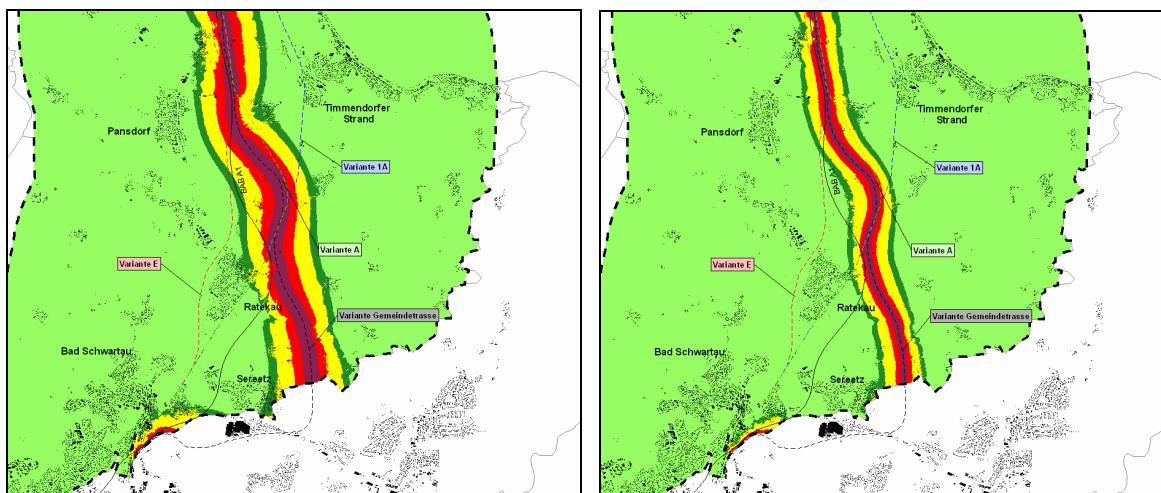 Timmendorfer
Strand
Pansdorf
Variante 1A
BAB A1
Variante A
Variante E
Ratekau
Variante Gemeindetrasse
Bad Schwartau
Sereetz
Timmendorfer
Strand
Pansdorf
Variante 1A
BAB A1
Variante A
Variante E
Ratekau
Variante Gemeindetrasse
Bad Schwartau
Sereetz